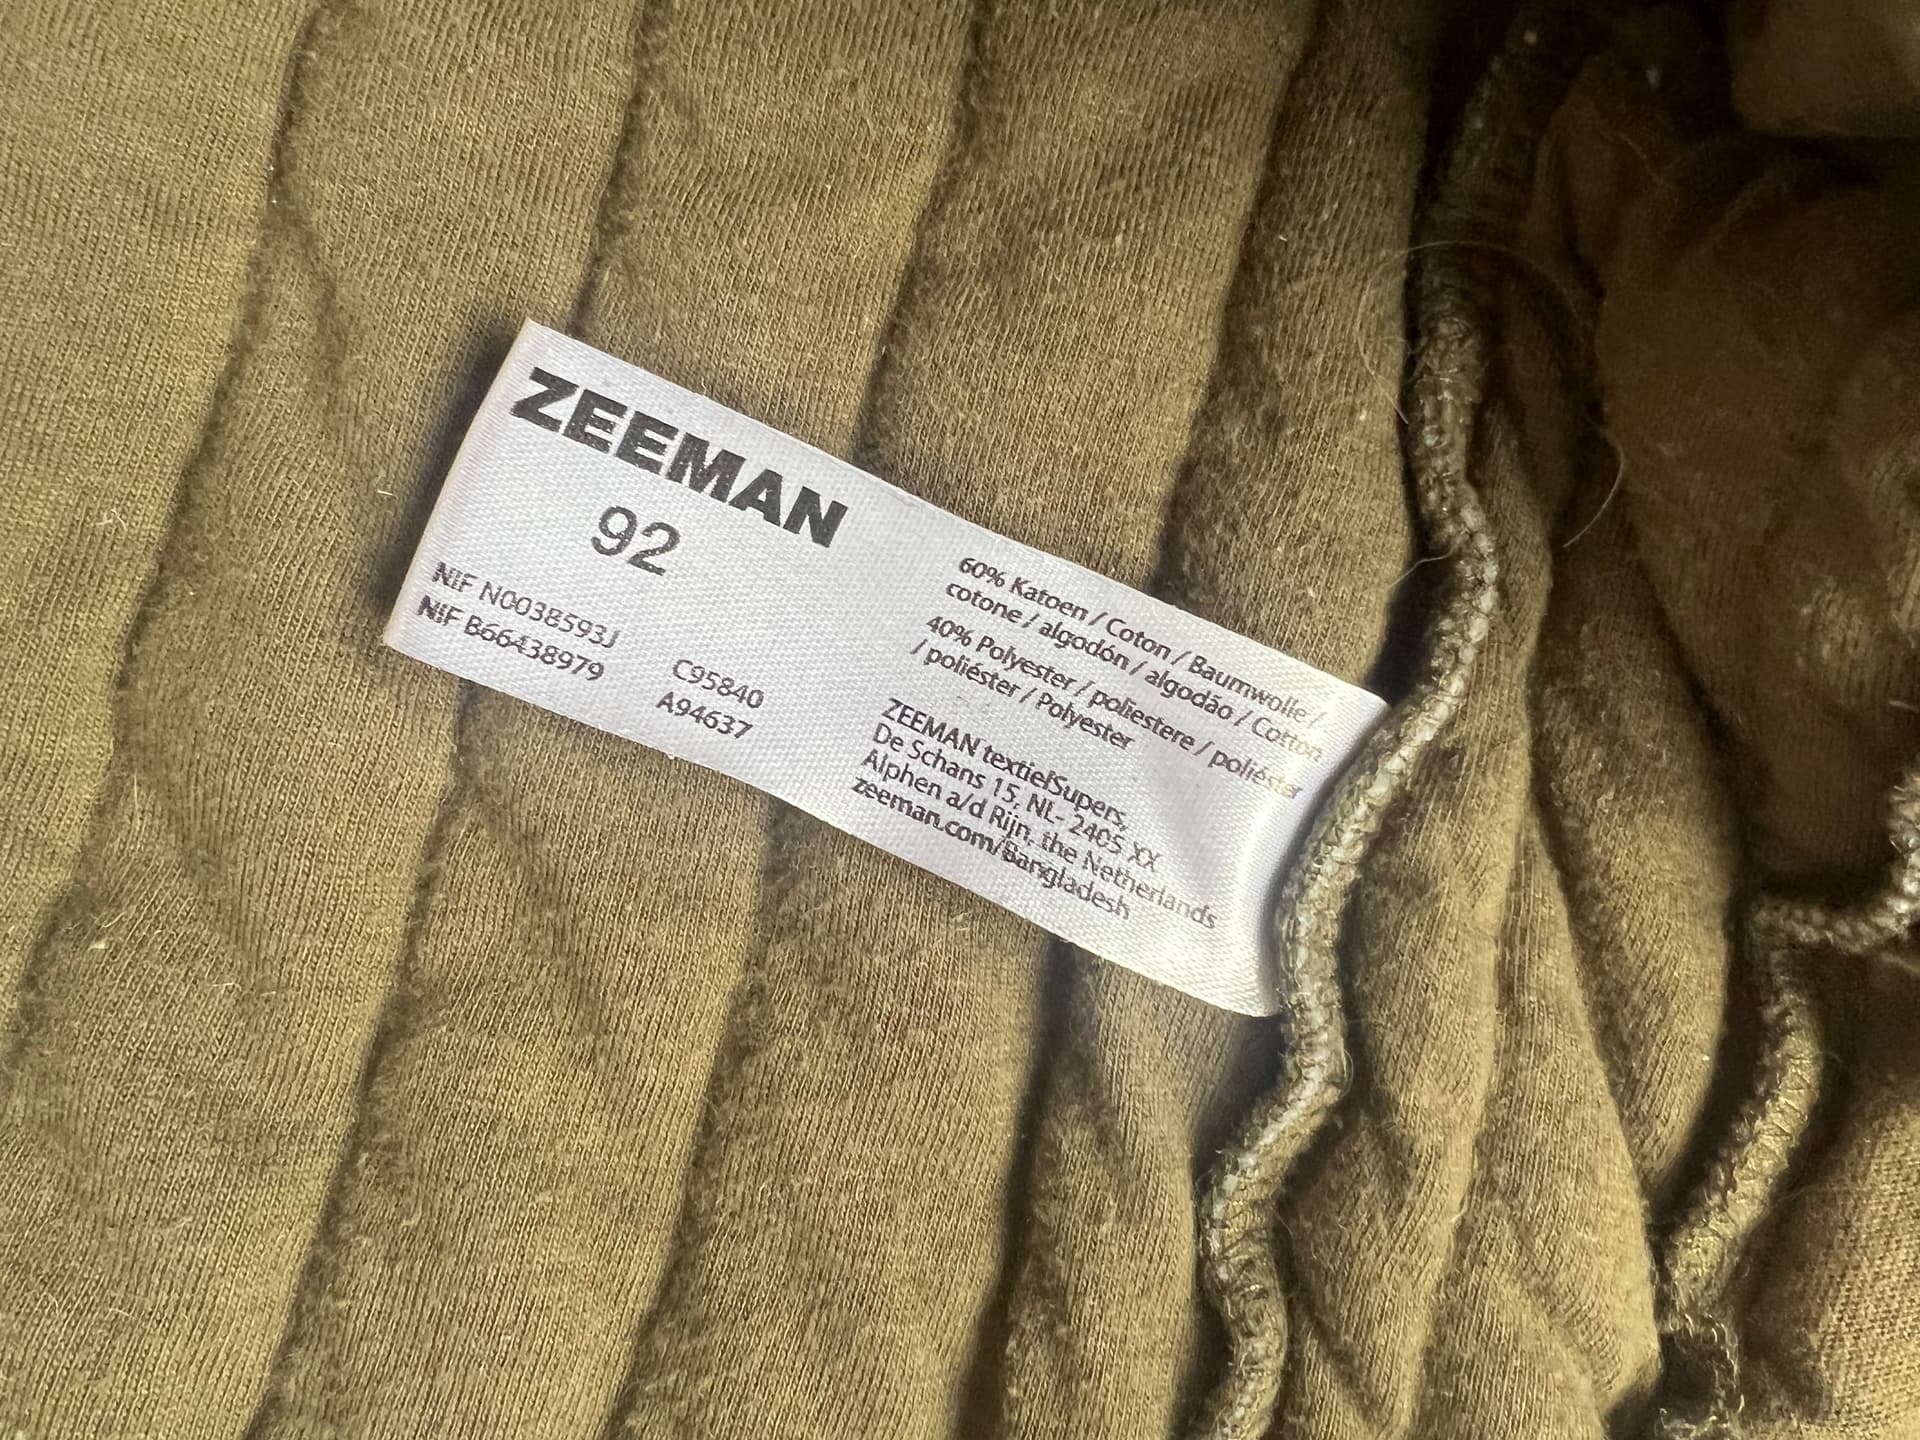 ZEEMAN
92
NIF N0038593J
NIF B66438979
C95840
A94637
60% Katoen / Coton / Baumwolle /
cotone / algodón / algodão / Cotton
40% Polyester / poliestere / poliéster
/ poliéster / Polyester
ZEEMAN textielSupers,
De Schans 15, NL- 2405 XX
Alphen a/d Rijn, the Netherlands
zeeman.com/Bangladesh